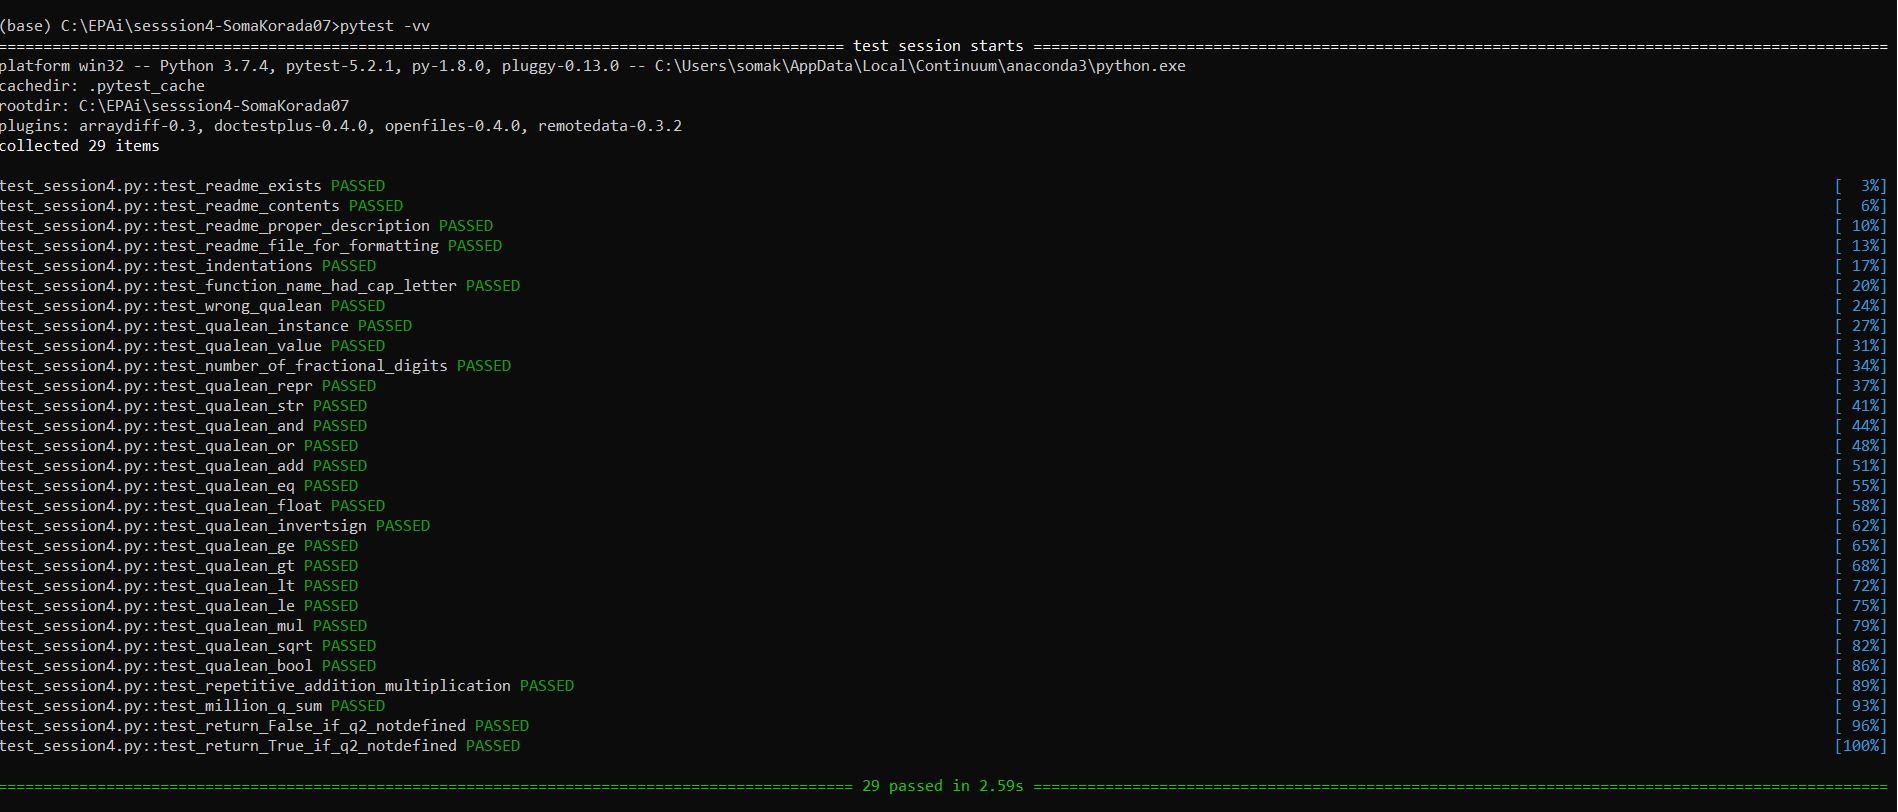 (base) C:\EPAi\sesssion4-SomaKorada07>pytest -vv
============================================================================================== test session starts ===============================================================================================
platform win32 -- Python 3.7.4, pytest-5.2.1, py-1.8.0, pluggy-0.13.0 -- C:\Users\somak\AppData\Local\Continuum\anaconda3\python.exe
cachedir: .pytest_cache
rootdir: C:\EPAi\sesssion4-SomaKorada07
plugins: arraydiff-0.3, doctestplus-0.4.0, openfiles-0.4.0, remotedata-0.3.2
collected 29 items
test_session4.py::test_readme_exists PASSED [  3%]
test_session4.py::test_readme_contents PASSED [  6%]
test_session4.py::test_readme_proper_description PASSED [ 10%]
test_session4.py::test_readme_file_for_formatting PASSED [ 13%]
test_session4.py::test_indentations PASSED [ 17%]
test_session4.py::test_function_name_had_cap_letter PASSED [ 20%]
test_session4.py::test_wrong_qualean PASSED [ 24%]
test_session4.py::test_qualean_instance PASSED [ 27%]
test_session4.py::test_qualean_value PASSED [ 31%]
test_session4.py::test_number_of_fractional_digits PASSED [ 34%]
test_session4.py::test_qualean_repr PASSED [ 37%]
test_session4.py::test_qualean_str PASSED [ 41%]
test_session4.py::test_qualean_and PASSED [ 44%]
test_session4.py::test_qualean_or PASSED [ 48%]
test_session4.py::test_qualean_add PASSED [ 51%]
test_session4.py::test_qualean_eq PASSED [ 55%]
test_session4.py::test_qualean_float PASSED [ 58%]
test_session4.py::test_qualean_invertsign PASSED [ 62%]
test_session4.py::test_qualean_ge PASSED [ 65%]
test_session4.py::test_qualean_gt PASSED [ 68%]
test_session4.py::test_qualean_lt PASSED [ 72%]
test_session4.py::test_qualean_le PASSED [ 75%]
test_session4.py::test_qualean_mul PASSED [ 79%]
test_session4.py::test_qualean_sqrt PASSED [ 82%]
test_session4.py::test_qualean_bool PASSED [ 86%]
test_session4.py::test_repetitive_addition_multiplication PASSED [ 89%]
test_session4.py::test_million_q_sum PASSED [ 93%]
test_session4.py::test_return_False_if_q2_notdefined PASSED [ 96%]
test_session4.py::test_return_True_if_q2_notdefined PASSED [100%]
=============================================================================================== 29 passed in 2.59s ===============================================================================================